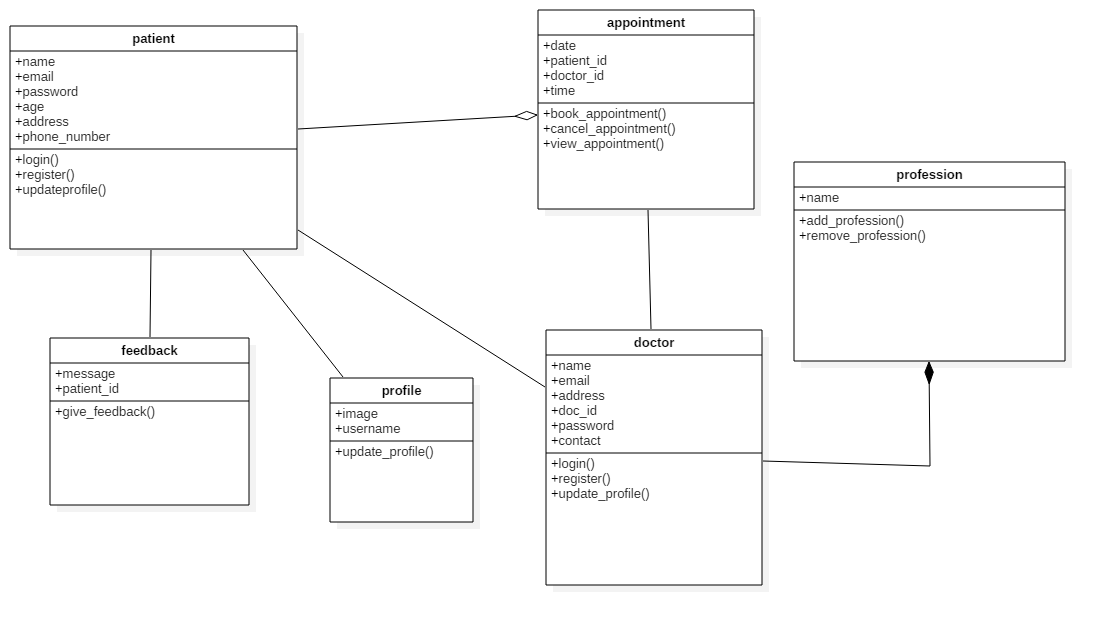 patient
+name
+email
+password
+age
+address
+phone_number
+login()
+register()
+updateprofile()
appointment
+date
+patient_id
+doctor_id
+time
+book_appointment()
+cancel_appointment()
+view_appointment()
profession
+name
+add_profession()
+remove_profession()
feedback
+message
+patient_id
+give_feedback()
profile
+image
+username
+update_profile()
doctor
+name
+email
+address
+doc_id
+password
+contact
+login()
+register()
+update_profile()